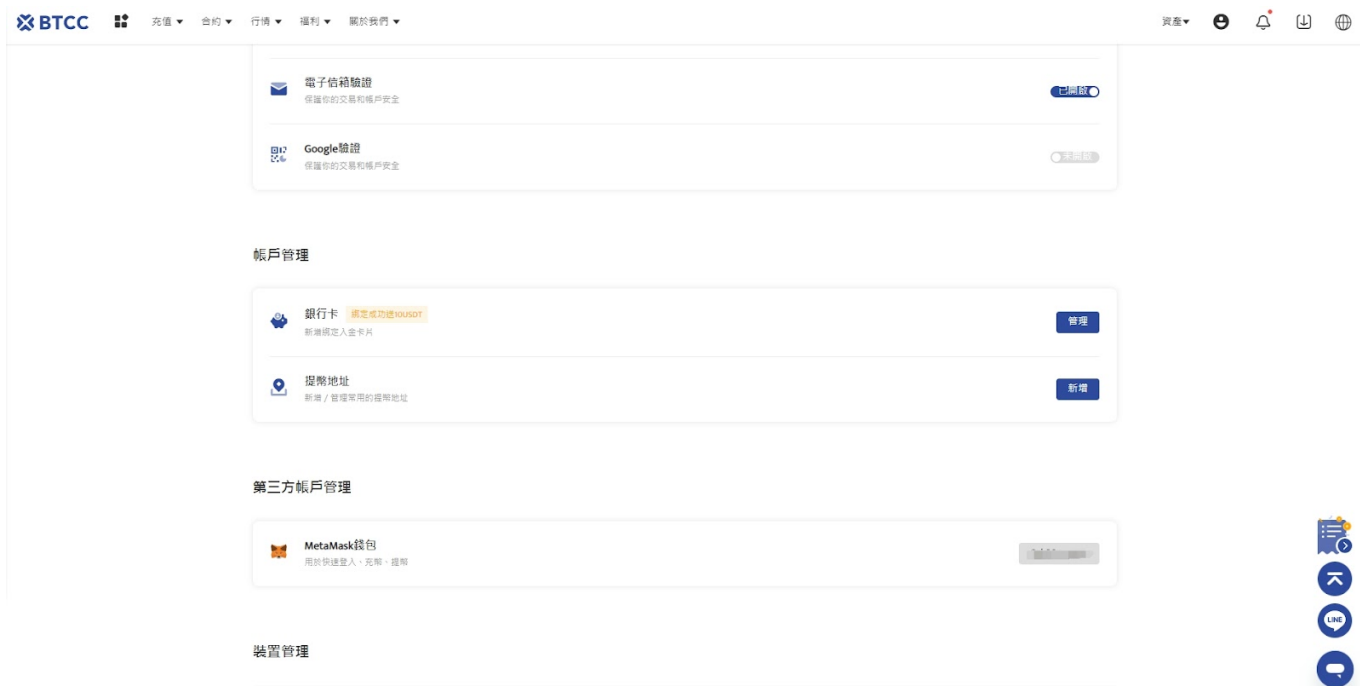 BTCC 充值 合約 行情 福利 關於我們 資產
電子信箱驗證
保護你的交易和帳戶安全
已開啟
Google驗證
保護你的交易和帳戶安全
未開啟
帳戶管理
銀行卡 綁定成功送10USDT
新增綁定入金卡片
管理
提幣地址
新增 / 管理常用的提幣地址
新增
第三方帳戶管理
MetaMask錢包
用於快速登入、充幣、提幣
LINE
裝置管理